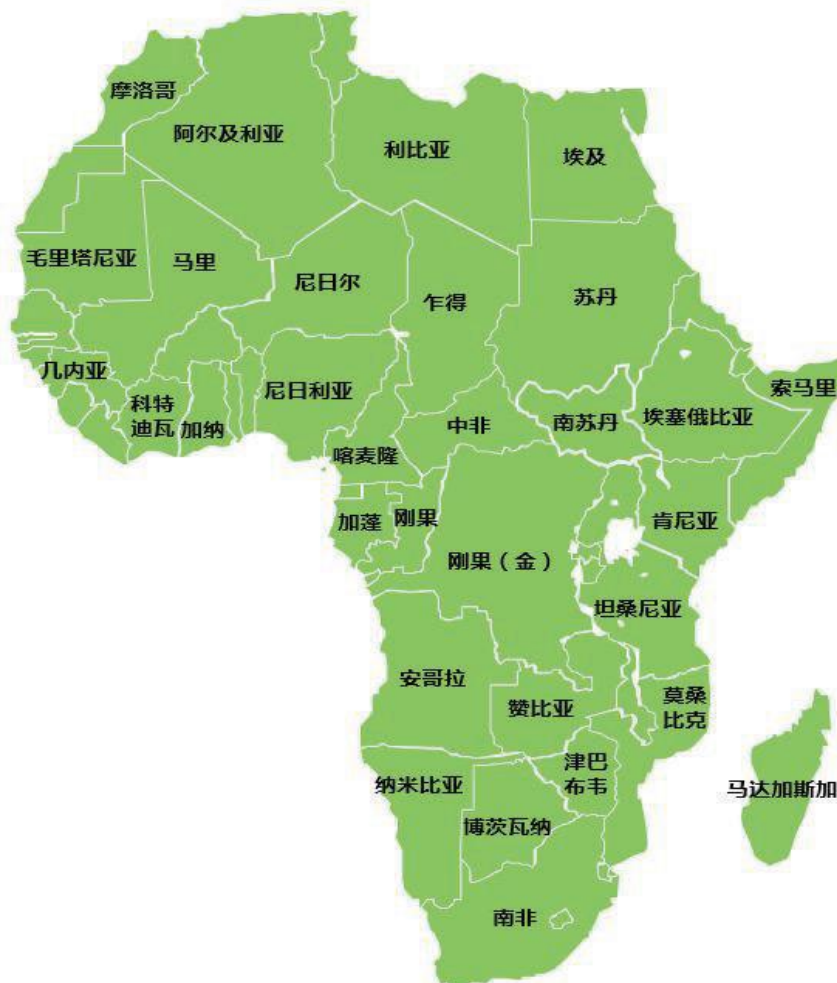 摩洛哥
阿尔及利亚
利比亚
埃及
毛里塔尼亚
马里
尼日尔
乍得
苏丹
几内亚
科特
迪瓦
加纳
尼日利亚
中非
南苏丹
埃塞俄比亚
索马里
喀麦隆
加蓬
刚果
刚果（金）
肯尼亚
坦桑尼亚
安哥拉
赞比亚
莫桑
比克
纳米比亚
津巴
布韦
博茨瓦纳
马达加斯加
南非